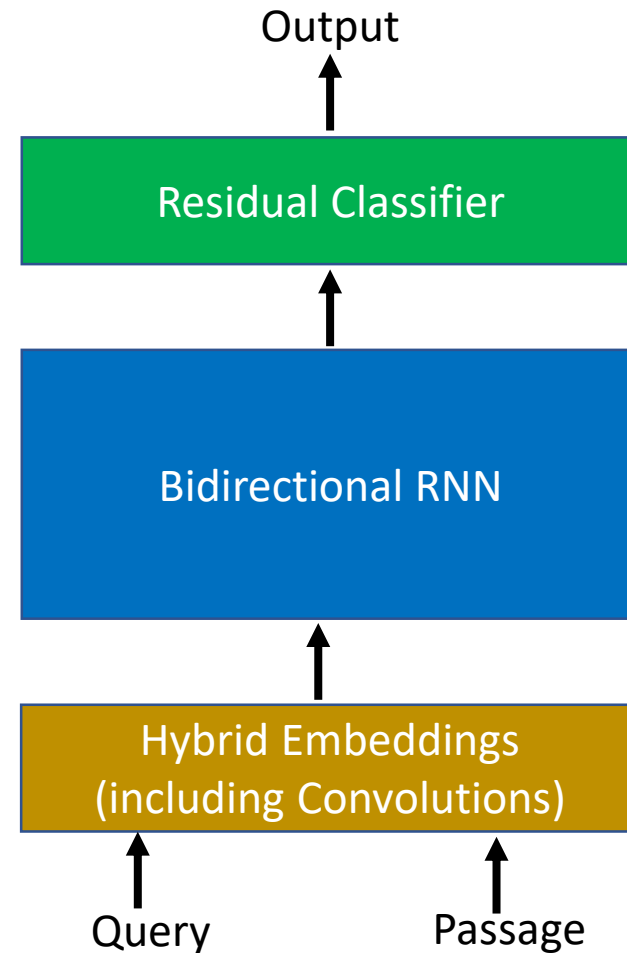 Output
Residual Classifier
Bidirectional RNN
Hybrid Embeddings
(including Convolutions)
Query
Passage